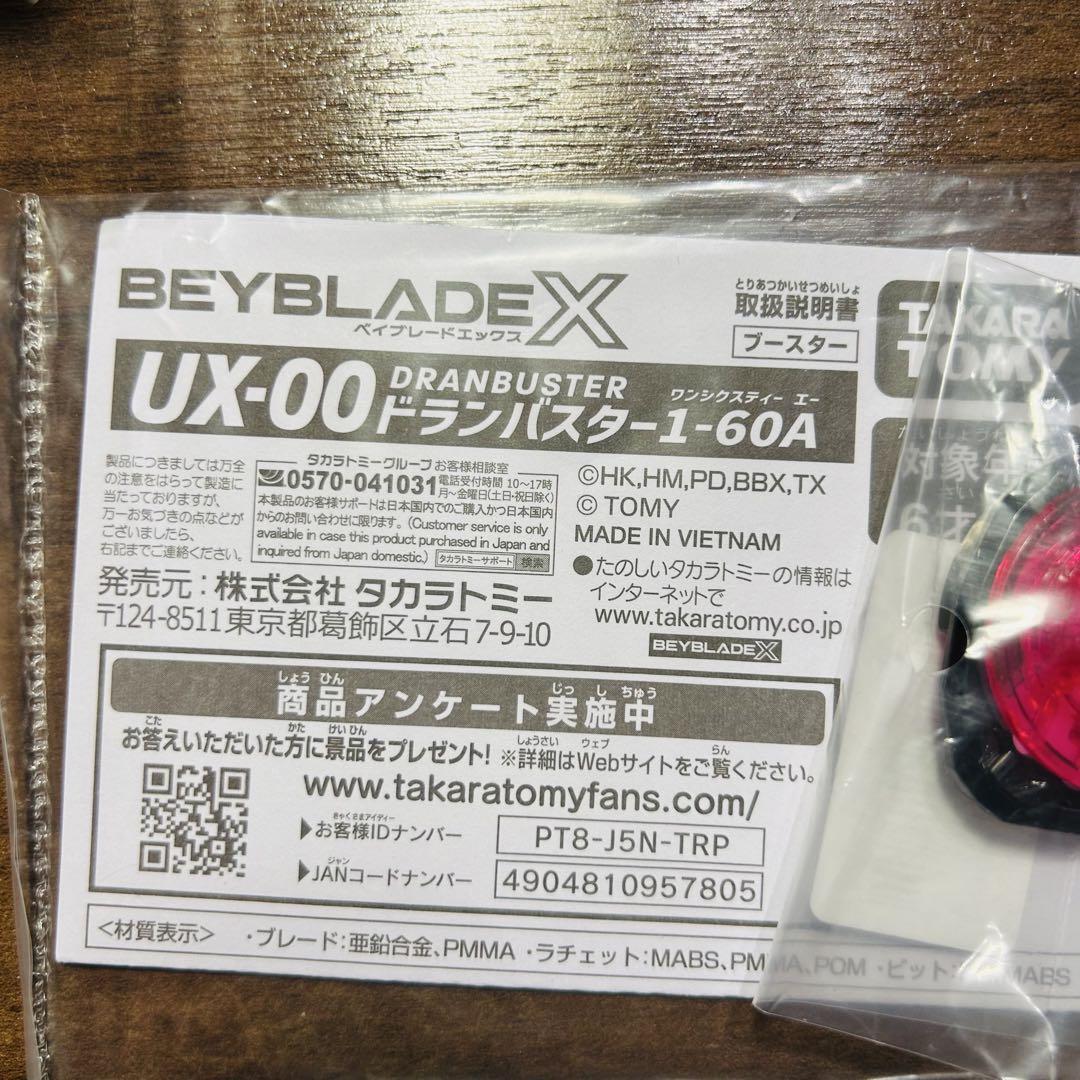 BEYBLADE X
ベイブレードエックス
とりあつかいせつめいしょ
取扱説明書
ブースター
TAKARA
TOMY
UX-00 DRANBUSTER
ワンシクスティー エー
ドランバスター1-60A
対象年
6才
製品につきましては万全
の注意をはらって製造に
当たっておりますが、
万一お気づきの点などが
ございましたら、
右記までご連絡ください。
タカラトミーグループ お客様相談室
0570-041031 電話受付時間 10〜17時
月〜金曜日(土・祝日除く)
本製品のお客様サポートは日本国内でのご購入かつ日本国内
からのお問い合わせに限ります。(Customer service is only
available in case this product purchased in Japan and
inquired from Japan domestic.) タカラトミーサポート 検索
©HK,HM,PD,BBX,TX
© TOMY
MADE IN VIETNAM
●たのしいタカラトミーの情報は
インターネットで
www.takaratomy.co.jp
BEYBLADE X
発売元:株式会社 タカラトミー
〒124-8511 東京都葛飾区立石7-9-10
しょうひん じっしちゅう
商品アンケート実施中
こた かた けいひん しょうさい ウェブ らん
お答えいただいた方に景品をプレゼント! ※詳細はWebサイトをご覧ください。
www.takaratomyfans.com/
きゃくさまアイディー
▶お客様IDナンバー PT8-J5N-TRP
ジャン
▶JANコードナンバー 4904810957805
<材質表示> ・ブレード:亜鉛合金、PMMA ・ラチェット:MABS、PMMA、POM ・ビット: MABS